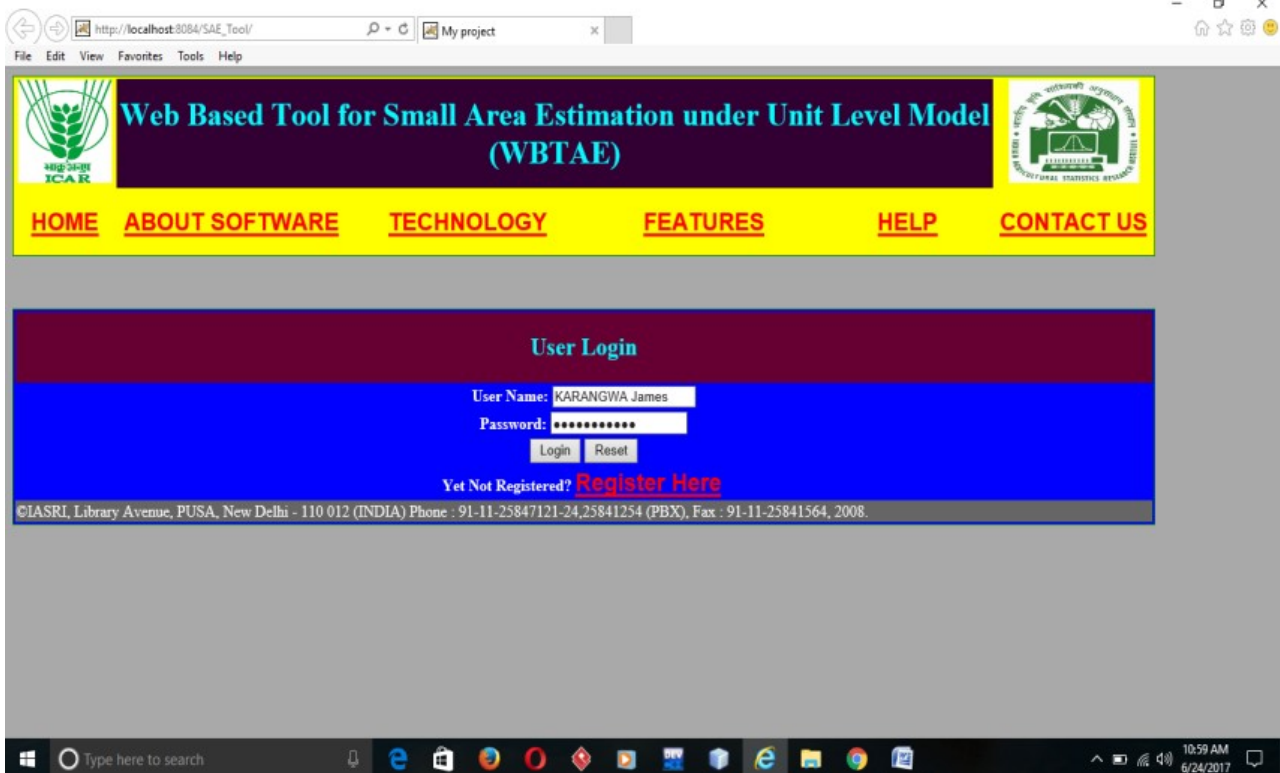 http://localhost:8084/SAE_Tool/
My project
File Edit View Favorites Tools Help
भाकृअनुप
ICAR
Web Based Tool for Small Area Estimation under Unit Level Model
(WBTAE)
HOME ABOUT SOFTWARE TECHNOLOGY FEATURES HELP CONTACT US
User Login
User Name: KARANGWA James
Password: •••••••••••
Login Reset
Yet Not Registered? Register Here
©IASRI, Library Avenue, PUSA, New Delhi - 110 012 (INDIA) Phone : 91-11-25847121-24,25841254 (PBX), Fax : 91-11-25841564, 2008.
Type here to search
10:59 AM
6/24/2017